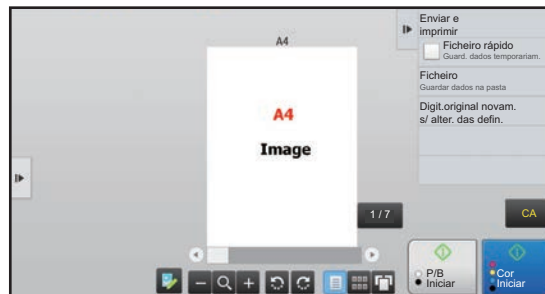 A4
A4
Image
1 / 7
Enviar e
imprimir
Ficheiro rápido
Guard. dados temporariam.
Ficheiro
Guardar dados na pasta
Digit.original novam.
s/ alter. das defin.
CA
P/B
Iniciar
Cor
Iniciar